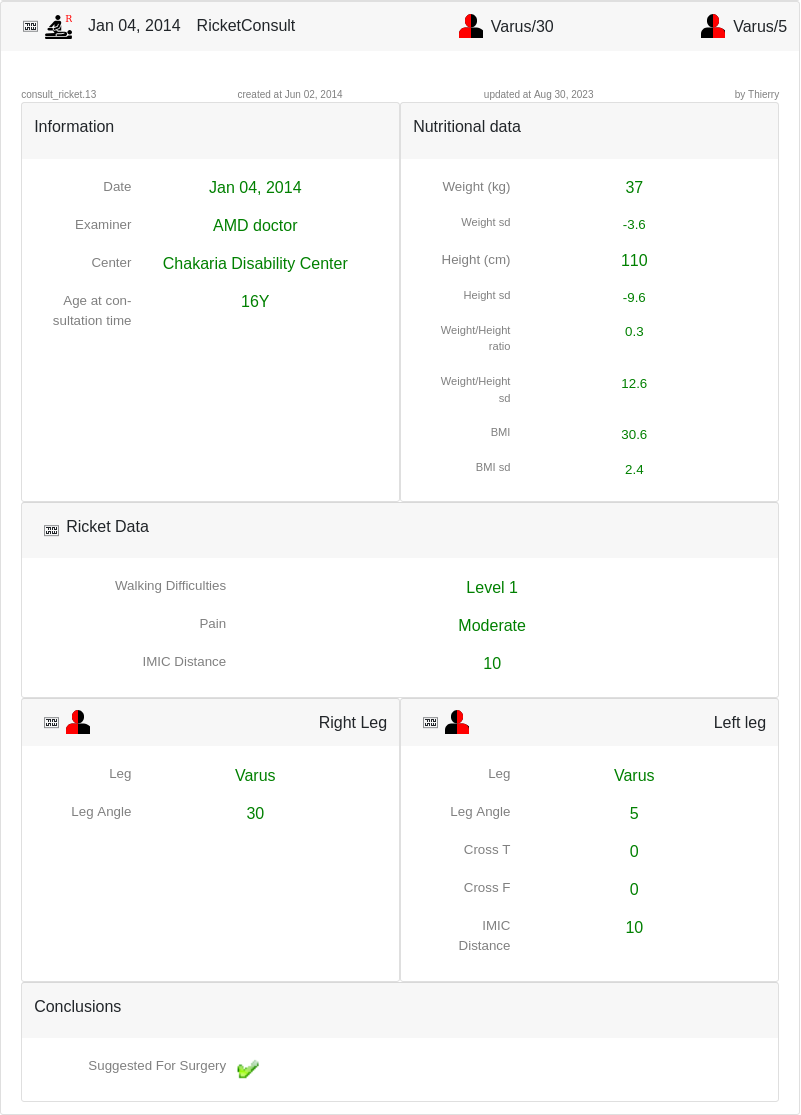 R
Jan 04, 2014 RicketConsult Varus/30 Varus/5
consult_ricket.13 created at Jun 02, 2014 updated at Aug 30, 2023 by Thierry
Information
Date Jan 04, 2014
Examiner AMD doctor
Center Chakaria Disability Center
Age at con-
sultation time 16Y
Nutritional data
Weight (kg) 37
Weight sd -3.6
Height (cm) 110
Height sd -9.6
Weight/Height
ratio 0.3
Weight/Height
sd 12.6
BMI 30.6
BMI sd 2.4
Ricket Data
Walking Difficulties Level 1
Pain Moderate
IMIC Distance 10
Right Leg
Leg Varus
Leg Angle 30
Left leg
Leg Varus
Leg Angle 5
Cross T 0
Cross F 0
IMIC
Distance 10
Conclusions
Suggested For Surgery